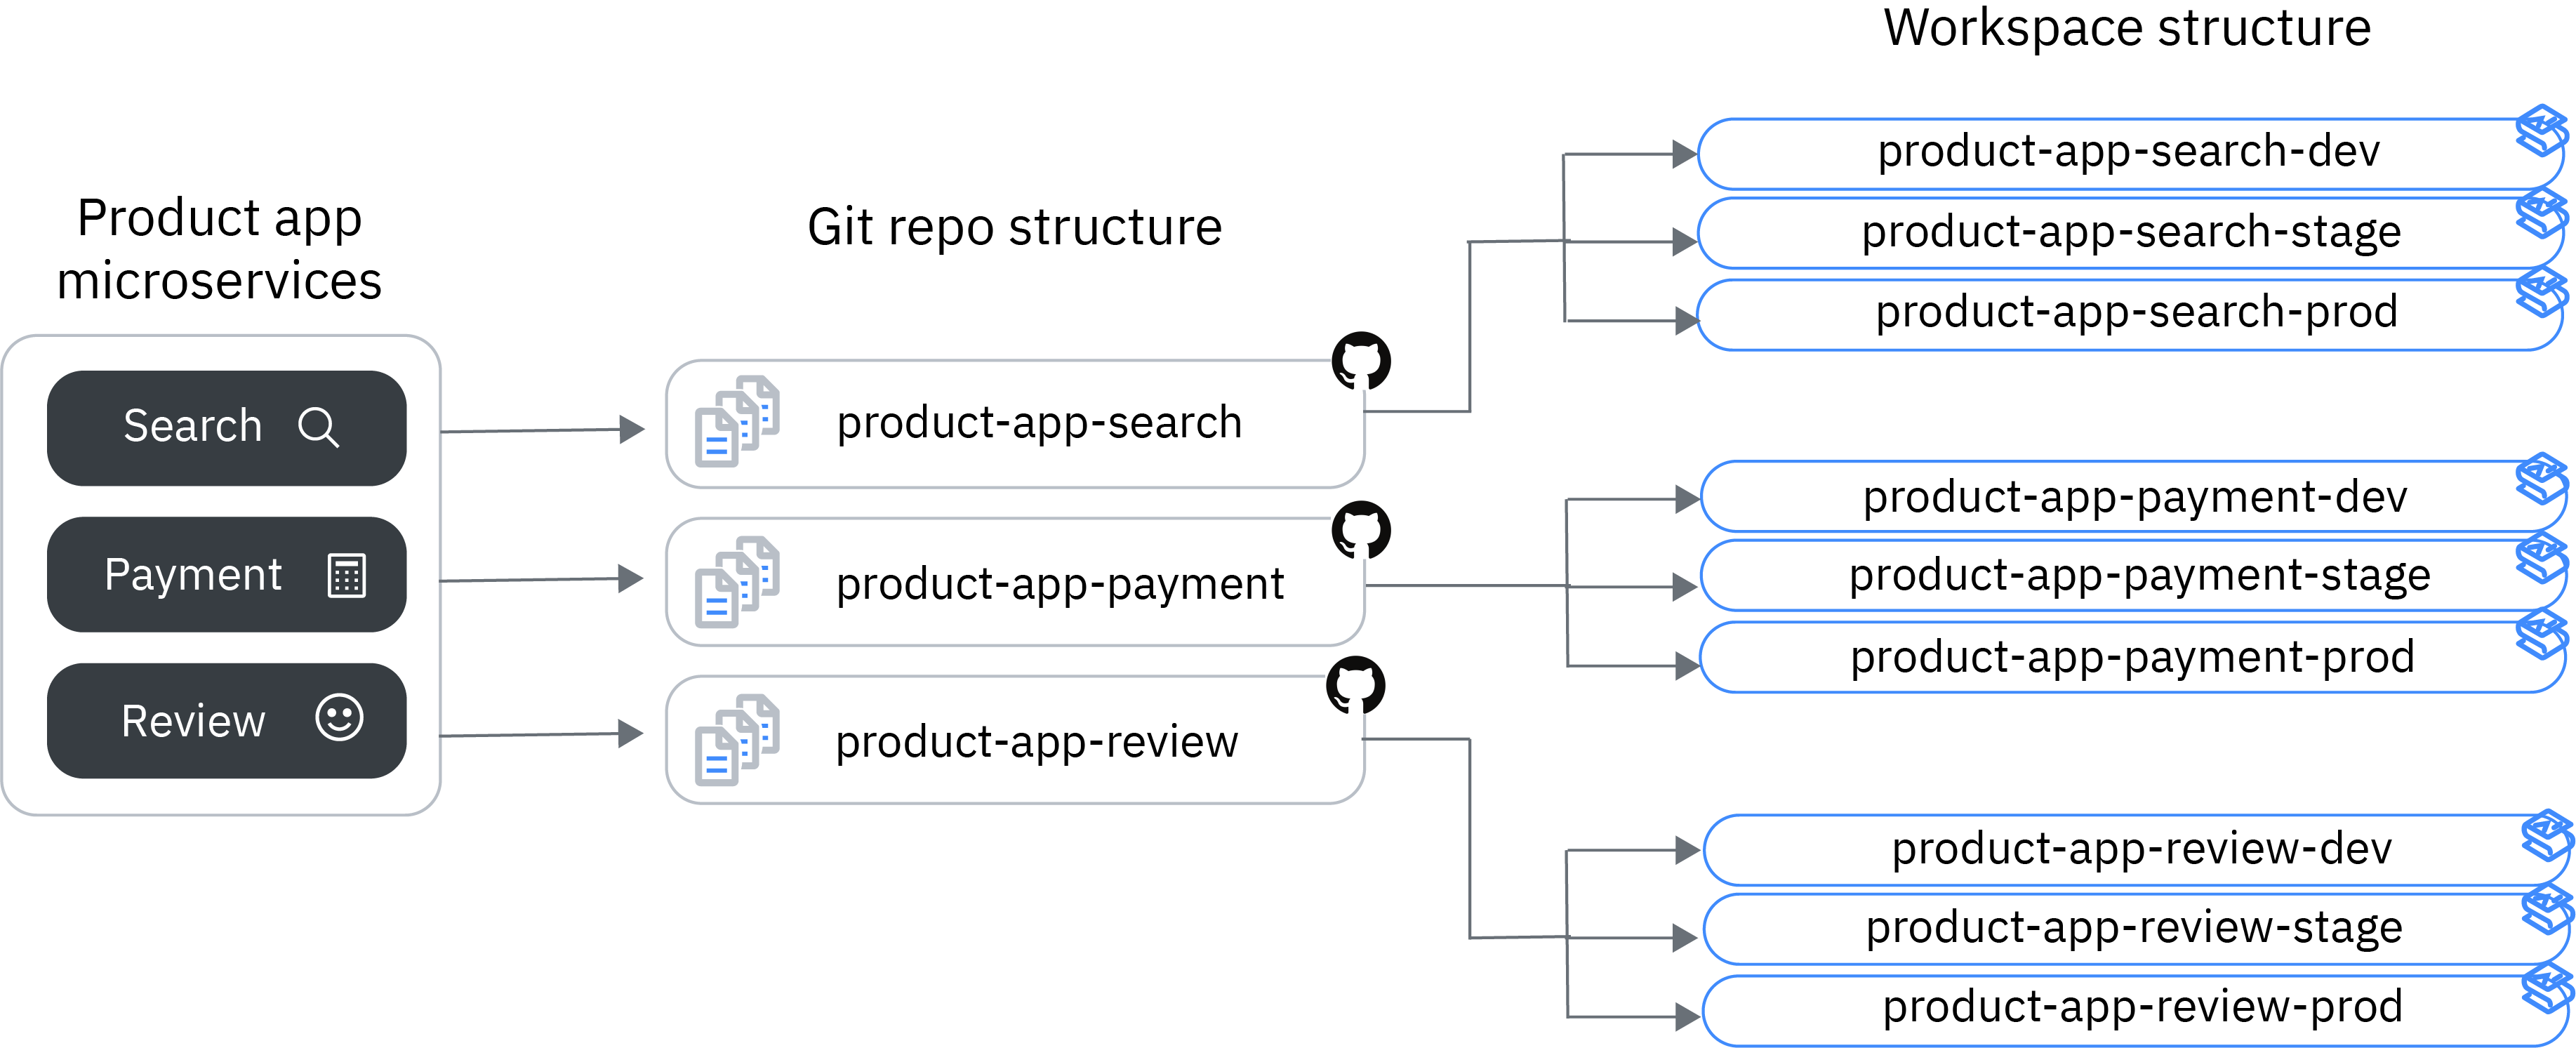 Product app
microservices
Search
Payment
Review
Git repo structure
product-app-search
product-app-payment
product-app-review
Workspace structure
product-app-search-dev
product-app-search-stage
product-app-search-prod
product-app-payment-dev
product-app-payment-stage
product-app-payment-prod
product-app-review-dev
product-app-review-stage
product-app-review-prod